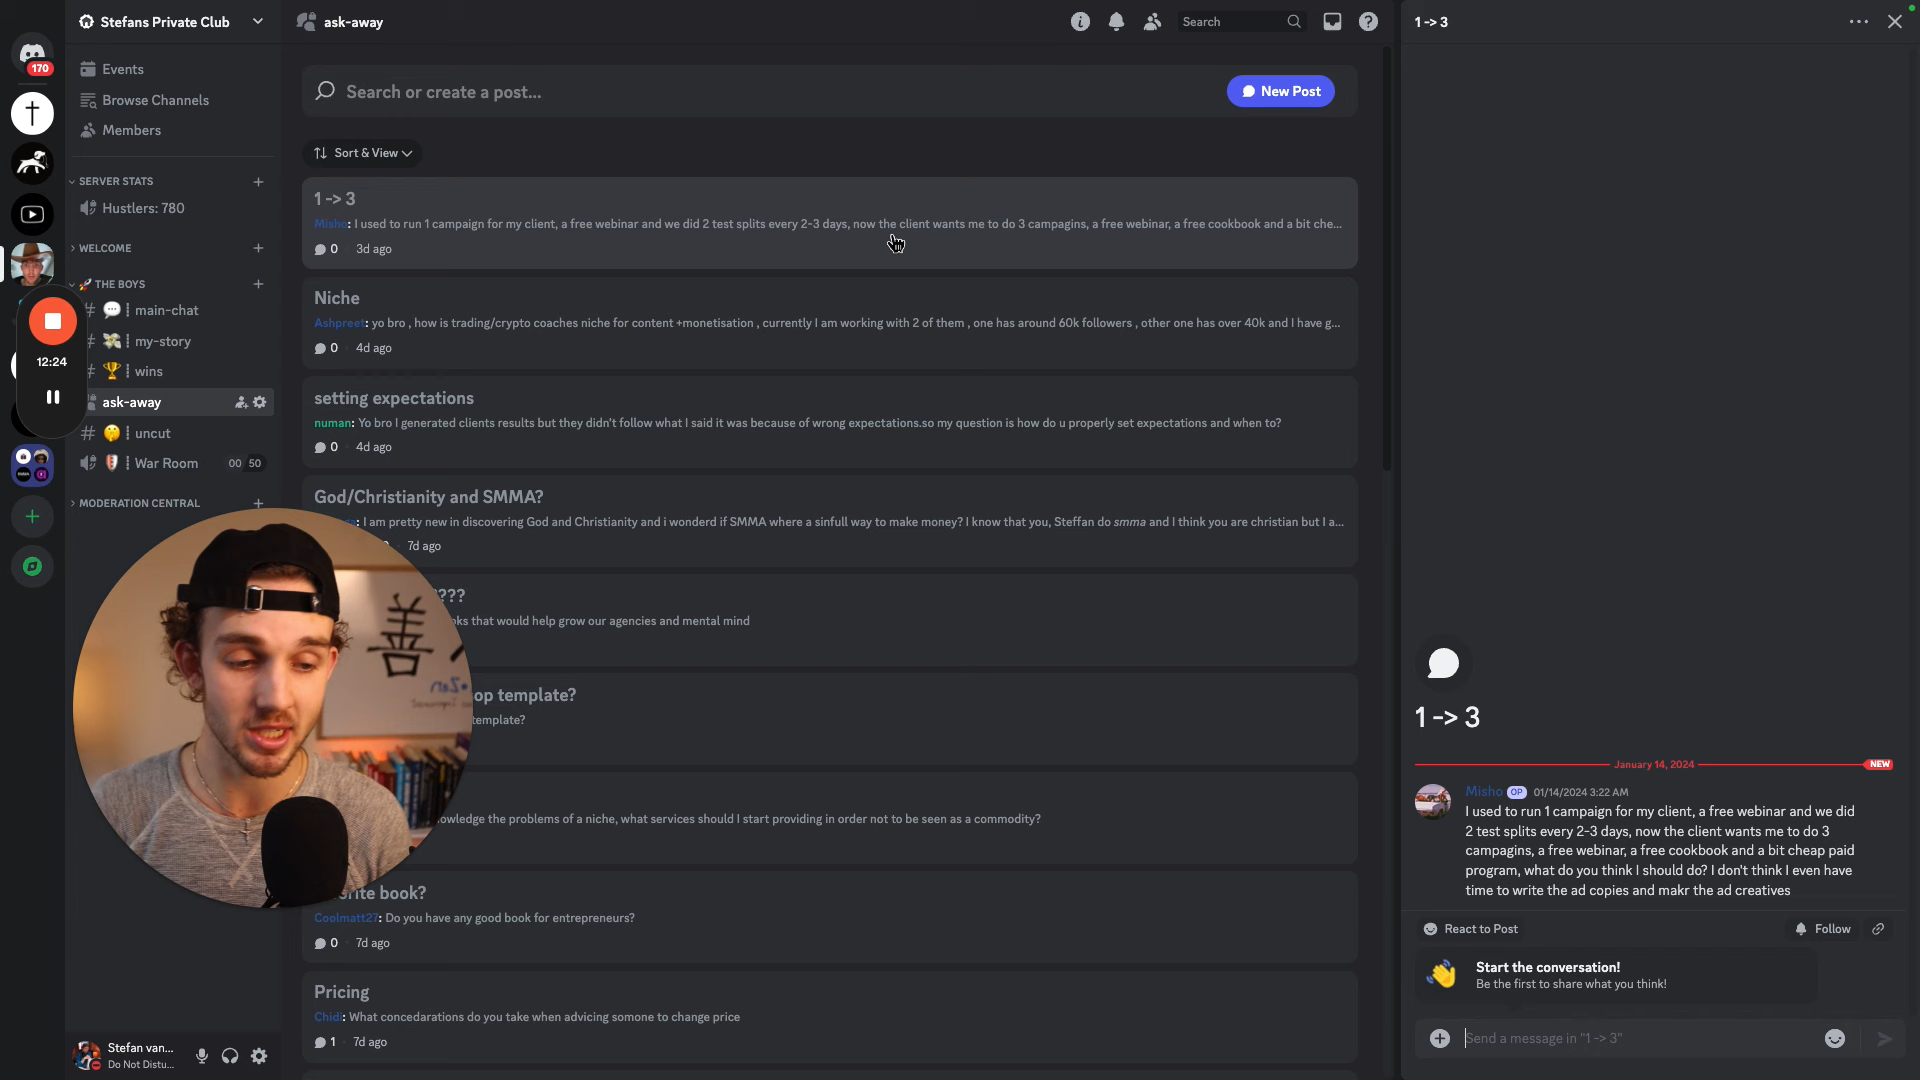 170
12:24
Stefans Private Club
Events
Browse Channels
Members
SERVER STATS
Hustlers: 780
WELCOME
🚀 THE BOYS
💬┊main-chat
💸┊my-story
🏆┊wins
ask-away
🤫┊uncut
┊War Room 00 50
MODERATION CENTRAL
善
Stefan van...
Do Not Distu...
ask-away
Search
Search or create a post...
New Post
Sort & View
1 -> 3
Misho: I used to run 1 campaign for my client, a free webinar and we did 2 test splits every 2-3 days, now the client wants me to do 3 campagins, a free webinar, a free cookbook and a bit che...
0 3d ago
Niche
Ashpreet: yo bro , how is trading/crypto coaches niche for content +monetisation , currently I am working with 2 of them , one has around 60k followers , other one has over 40k and I have g...
0 · 4d ago
setting expectations
numan: Yo bro I generated clients results but they didn't follow what I said it was because of wrong expectations.so my question is how do u properly set expectations and when to?
0 · 4d ago
God/Christianity and SMMA?
: I am pretty new in discovering God and Christianity and i wonderd if SMMA where a sinfull way to make money? I know that you, Steffan do smma and I think you are christian but I a...
· 7d ago
???
oks that would help grow our agencies and mental mind
op template?
template?
owledge the problems of a niche, what services should I start providing in order not to be seen as a commodity?
rite book?
Coolmatt27: Do you have any good book for entrepreneurs?
0 · 7d ago
Pricing
Chidi: What concedarations do you take when advicing somone to change price
1 · 7d ago
1 -> 3
1 -> 3
January 14, 2024 NEW
Misho OP 01/14/2024 3:22 AM
I used to run 1 campaign for my client, a free webinar and we did
2 test splits every 2-3 days, now the client wants me to do 3
campagins, a free webinar, a free cookbook and a bit cheap paid
program, what do you think I should do? I don't think I even have
time to write the ad copies and makr the ad creatives
React to Post
Follow
Start the conversation!
Be the first to share what you think!
Send a message in "1 -> 3"